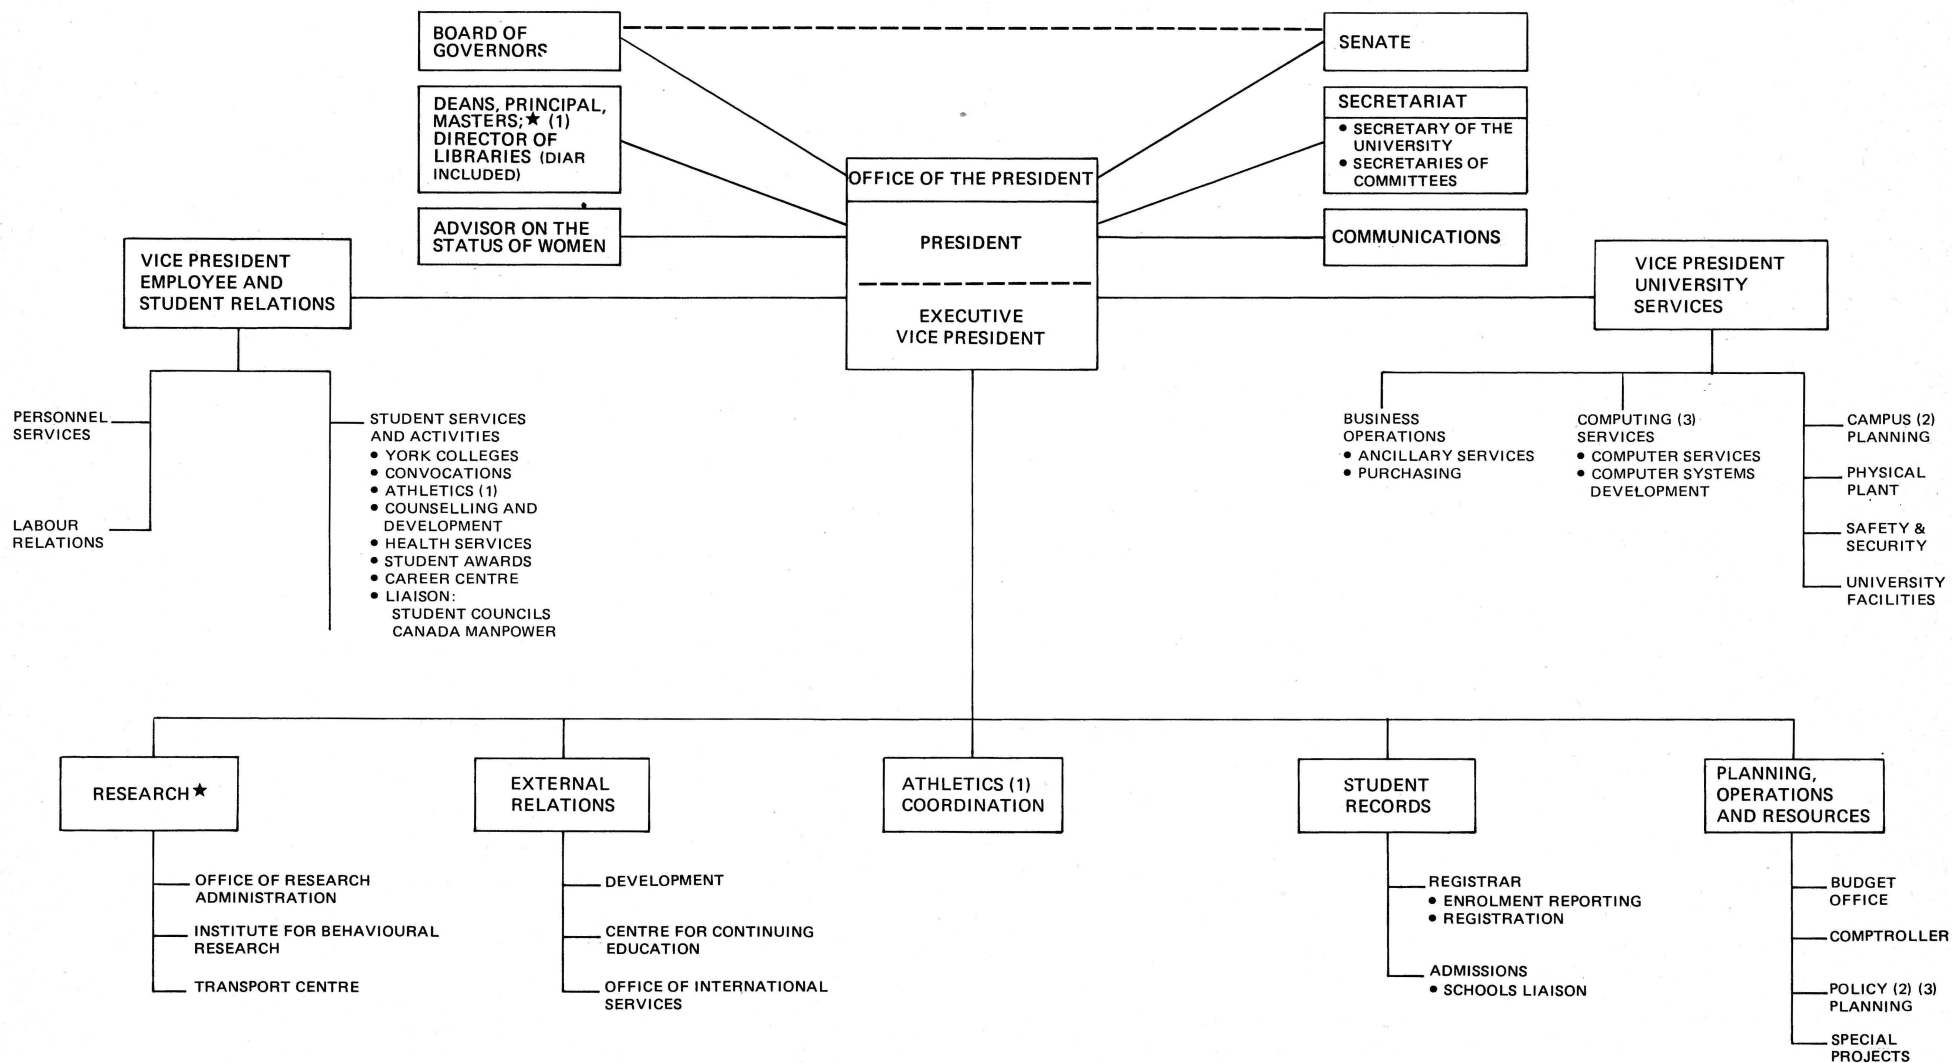 BOARD OF
GOVERNORS
SENATE
DEANS, PRINCIPAL,
MASTERS;★ (1)
DIRECTOR OF
LIBRARIES (DIAR
INCLUDED)
SECRETARIAT
• SECRETARY OF THE
UNIVERSITY
• SECRETARIES OF
COMMITTEES
ADVISOR ON THE
STATUS OF WOMEN
COMMUNICATIONS
OFFICE OF THE PRESIDENT
PRESIDENT
EXECUTIVE
VICE PRESIDENT
VICE PRESIDENT
EMPLOYEE AND
STUDENT RELATIONS
PERSONNEL
SERVICES
LABOUR
RELATIONS
STUDENT SERVICES
AND ACTIVITIES
• YORK COLLEGES
• CONVOCATIONS
• ATHLETICS (1)
• COUNSELLING AND
DEVELOPMENT
• HEALTH SERVICES
• STUDENT AWARDS
• CAREER CENTRE
• LIAISON:
STUDENT COUNCILS
CANADA MANPOWER
VICE PRESIDENT
UNIVERSITY
SERVICES
BUSINESS
OPERATIONS
• ANCILLARY SERVICES
• PURCHASING
COMPUTING (3)
SERVICES
• COMPUTER SERVICES
• COMPUTER SYSTEMS
DEVELOPMENT
CAMPUS (2)
PLANNING
PHYSICAL
PLANT
SAFETY &
SECURITY
UNIVERSITY
FACILITIES
RESEARCH★
OFFICE OF RESEARCH
ADMINISTRATION
INSTITUTE FOR BEHAVIOURAL
RESEARCH
TRANSPORT CENTRE
EXTERNAL
RELATIONS
DEVELOPMENT
CENTRE FOR CONTINUING
EDUCATION
OFFICE OF INTERNATIONAL
SERVICES
ATHLETICS (1)
COORDINATION
STUDENT
RECORDS
REGISTRAR
• ENROLMENT REPORTING
• REGISTRATION
ADMISSIONS
• SCHOOLS LIAISON
PLANNING,
OPERATIONS
AND RESOURCES
BUDGET
OFFICE
COMPTROLLER
POLICY (2) (3)
PLANNING
SPECIAL
PROJECTS